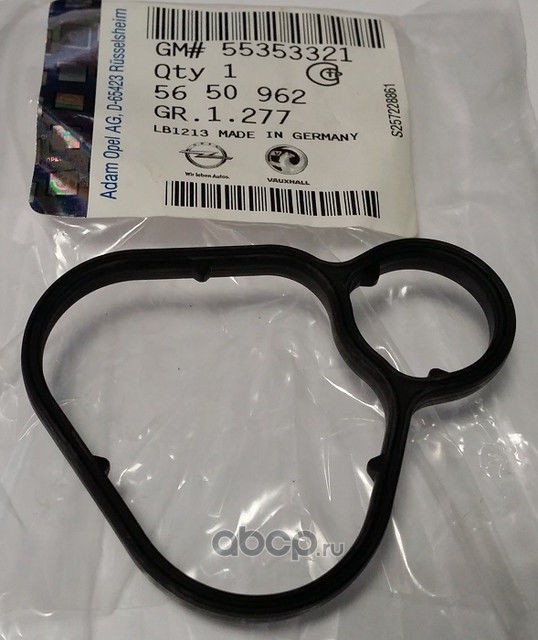 GM# 55353321
Qty 1
56 50 962
GR.1.277
LB1213 MADE IN GERMANY
Wir leben Autos.
VAUXHALL
Adam Opel AG, D-65423 Rüsselsheim
S257228861
abcp.ru